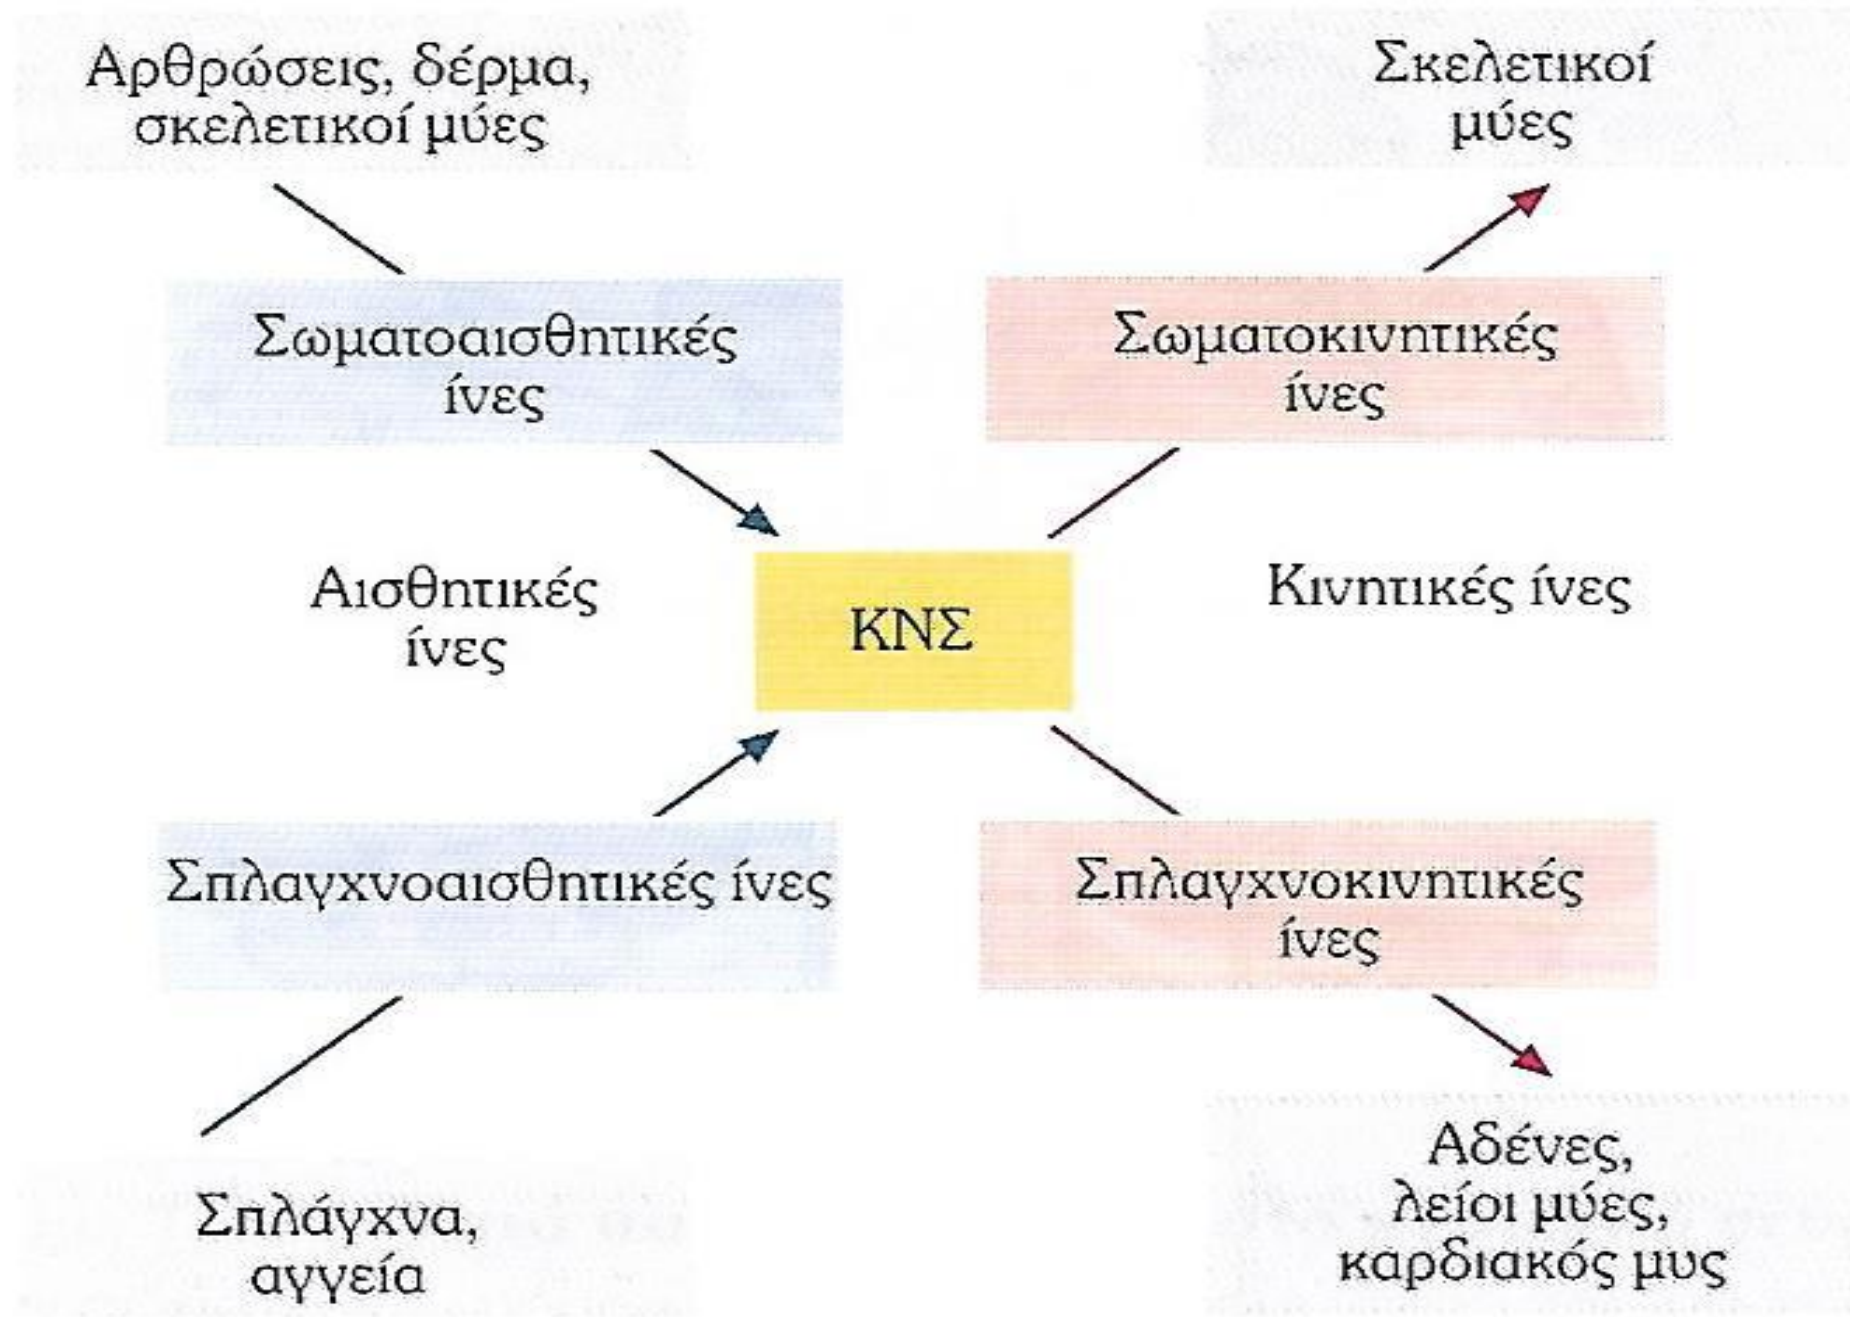 Αρθρώσεις, δέρμα,
σκελετικοί μύες
Σκελετικοί
μύες
Σωματοαισθητικές
ίνες
Σωματοκινητικές
ίνες
Αισθητικές
ίνες
ΚΝΣ
Κινητικές ίνες
Σπλαγχνοαισθητικές ίνες
Σπλαγχνοκινητικές
ίνες
Σπλάγχνα,
αγγεία
Αδένες,
λείοι μύες,
καρδιακός μυς